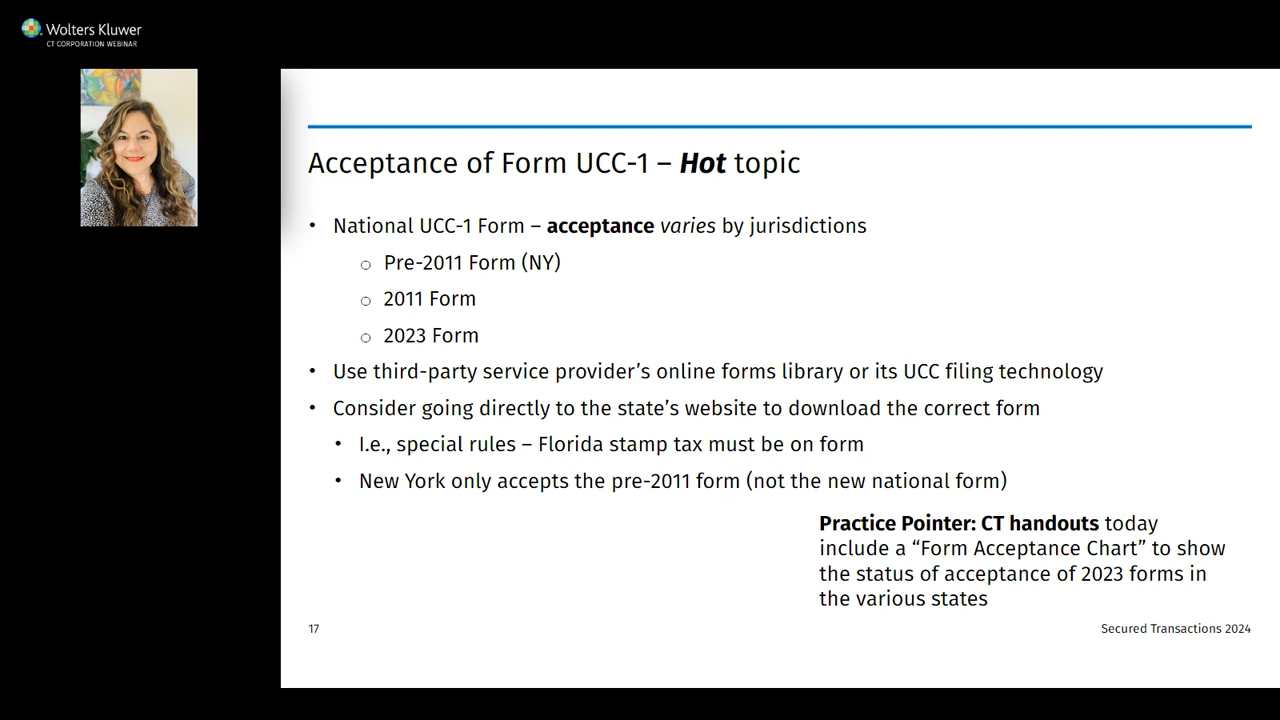 Wolters Kluwer
CT CORPORATION WEBINAR
Acceptance of Form UCC-1 – Hot topic
• National UCC-1 Form – acceptance varies by jurisdictions
○ Pre-2011 Form (NY)
○ 2011 Form
○ 2023 Form
• Use third-party service provider’s online forms library or its UCC filing technology
• Consider going directly to the state’s website to download the correct form
• I.e., special rules – Florida stamp tax must be on form
• New York only accepts the pre-2011 form (not the new national form)
Practice Pointer: CT handouts today
include a “Form Acceptance Chart” to show
the status of acceptance of 2023 forms in
the various states
17
Secured Transactions 2024